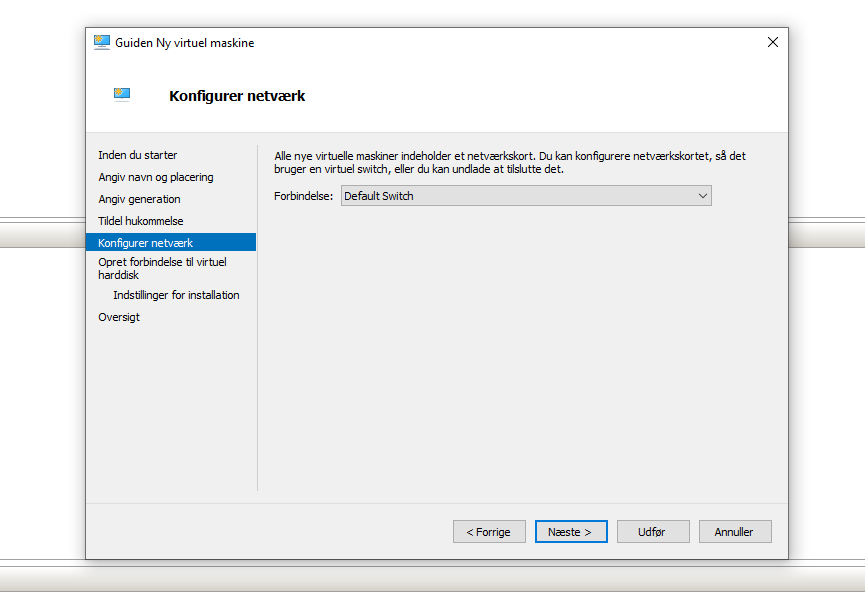 Guiden Ny virtuel maskine
Konfigurer netværk
Inden du starter
Angiv navn og placering
Angiv generation
Tildel hukommelse
Konfigurer netværk
Opret forbindelse til virtuel
harddisk
Indstillinger for installation
Oversigt
Alle nye virtuelle maskiner indeholder et netværkskort. Du kan konfigurere netværkskortet, så det
bruger en virtuel switch, eller du kan undlade at tilslutte det.
Forbindelse: Default Switch
< Forrige Næste > Udfør Annuller